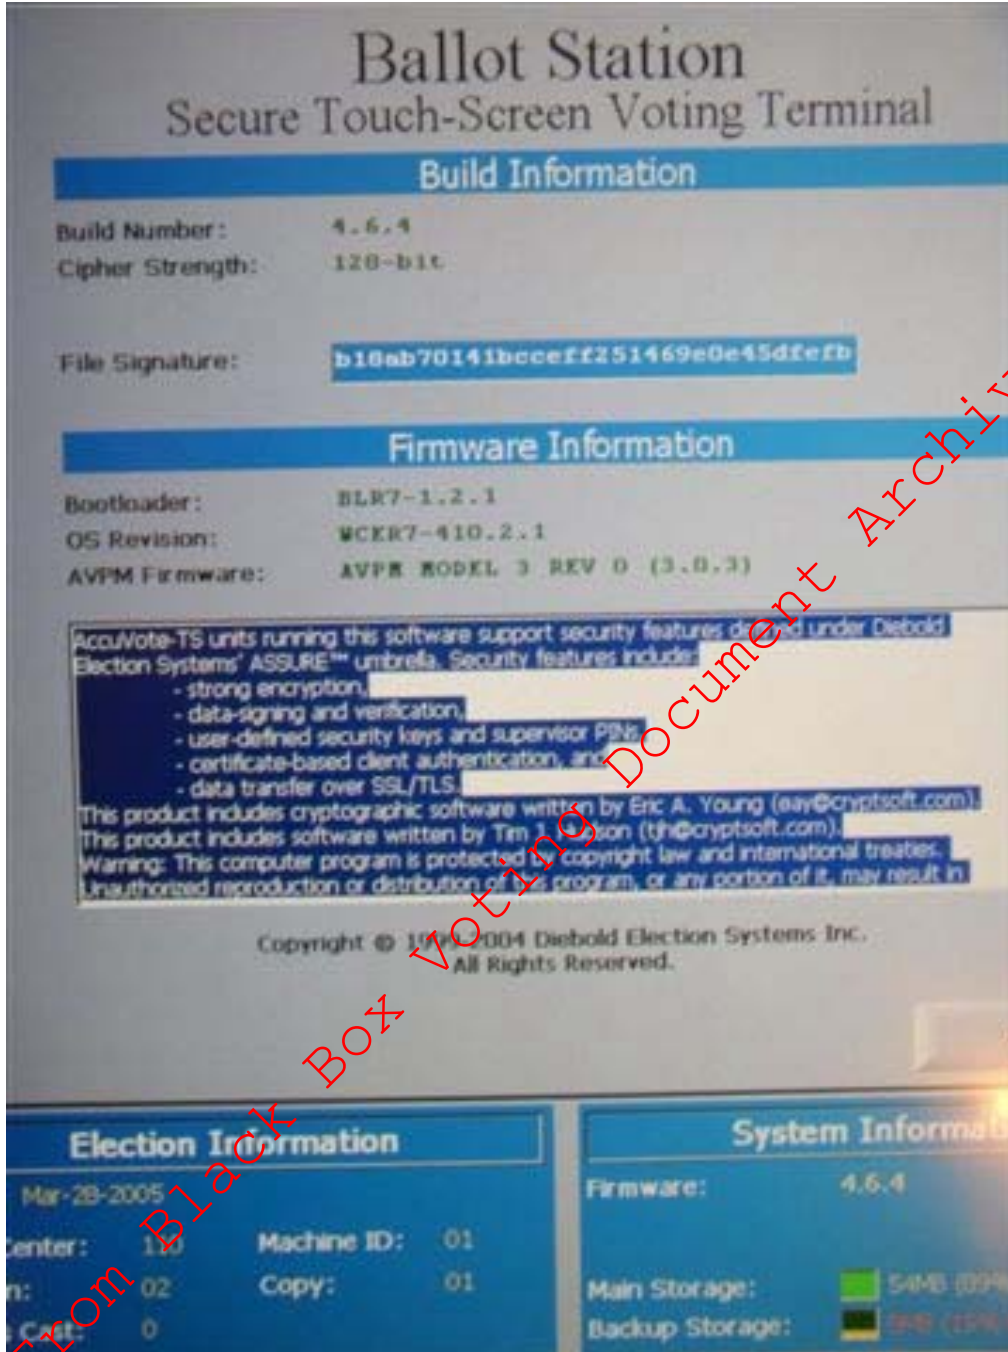 Ballot Station
Secure Touch-Screen Voting Terminal
Build Information
Build Number: 4.6.4
Cipher Strength: 128-bit
File Signature:
Firmware Information
Bootloader: BLR7-1.2.1
OS Revision: WCER7-410.2.1
AVPM Firmware: AVPM MODEL 3 REV 0 (3.0.3)
AccuVote-TS units running this software support security features under Diebold
Election Systems' ASSURE™ umbrella. Security features include:
- strong encryption,
- data-signing and verification,
- user-defined security keys and supervisor PINs,
- certificate-based client authentication, and
- data transfer over SSL/TLS.
This product includes cryptographic software written by Eric A. Young (eay@cryptsoft.com).
This product includes software written by Tim (tjh@cryptsoft.com).
Warning: This computer program is protected by copyright law and international treaties.
Unauthorized reproduction or distribution of this program, or any portion of it, may result in
Copyright © 1999-2004 Diebold Election Systems Inc.
All Rights Reserved.
Election Information
Mar-28-2005
Center: 110 Machine ID: 01
n: 02 Copy: 01
s Cast: 0
System Informat
Firmware: 4.6.4
Main Storage: 54MB
Backup Storage:
From Black Box Voting Document Archiv